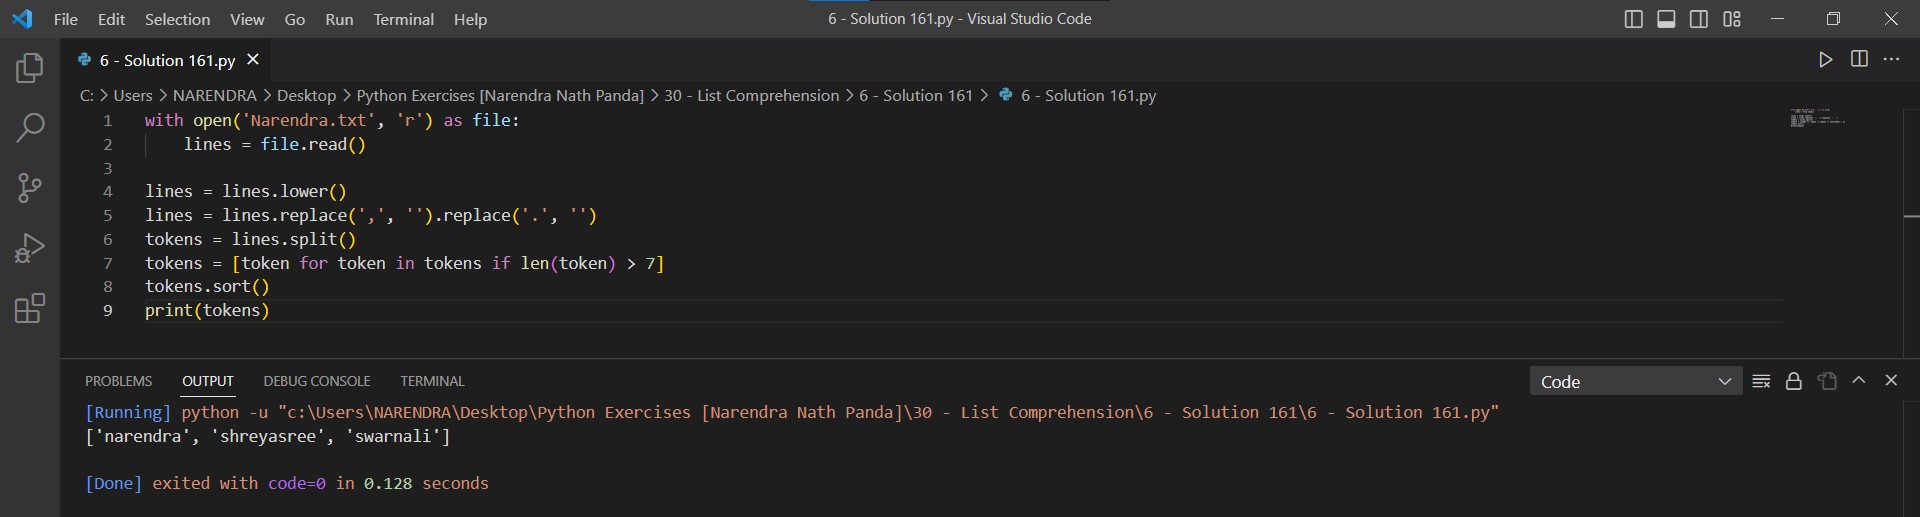 File Edit Selection View Go Run Terminal Help 6 - Solution 161.py - Visual Studio Code
6 - Solution 161.py
C: > Users > NARENDRA > Desktop > Python Exercises [Narendra Nath Panda] > 30 - List Comprehension > 6 - Solution 161 > 6 - Solution 161.py
1 with open('Narendra.txt', 'r') as file:
2     lines = file.read()
3
4 lines = lines.lower()
5 lines = lines.replace(',', '').replace('.', '')
6 tokens = lines.split()
7 tokens = [token for token in tokens if len(token) > 7]
8 tokens.sort()
9 print(tokens)
PROBLEMS OUTPUT DEBUG CONSOLE TERMINAL Code
[Running] python -u "c:\Users\NARENDRA\Desktop\Python Exercises [Narendra Nath Panda]\30 - List Comprehension\6 - Solution 161\6 - Solution 161.py"
['narendra', 'shreyasree', 'swarnali']
[Done] exited with code=0 in 0.128 seconds